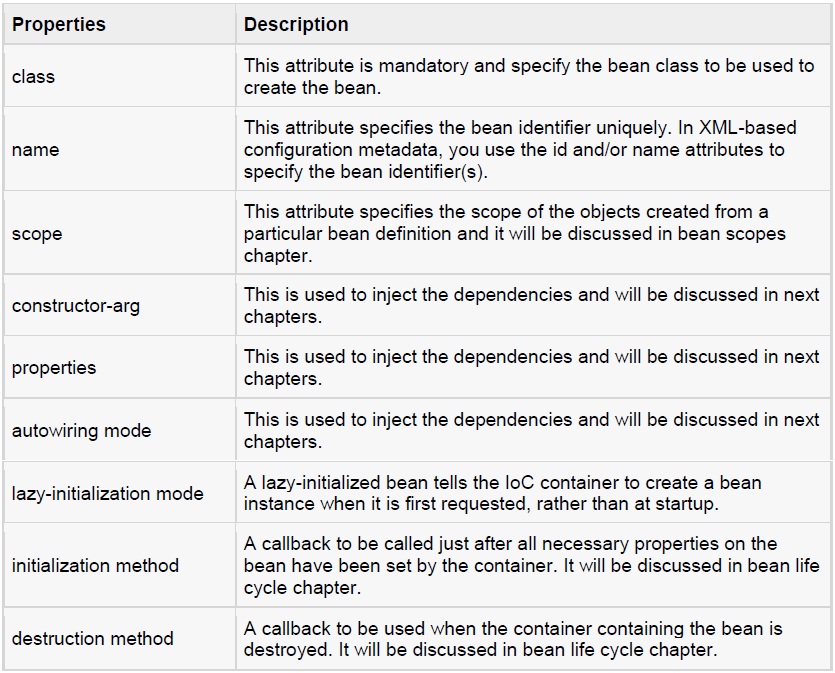 Properties
Description
class
This attribute is mandatory and specify the bean class to be used to
create the bean.
name
This attribute specifies the bean identifier uniquely. In XML-based
configuration metadata, you use the id and/or name attributes to
specify the bean identifier(s).
scope
This attribute specifies the scope of the objects created from a
particular bean definition and it will be discussed in bean scopes
chapter.
constructor-arg
This is used to inject the dependencies and will be discussed in next
chapters.
properties
This is used to inject the dependencies and will be discussed in next
chapters.
autowiring mode
This is used to inject the dependencies and will be discussed in next
chapters.
lazy-initialization mode
A lazy-initialized bean tells the IoC container to create a bean
instance when it is first requested, rather than at startup.
initialization method
A callback to be called just after all necessary properties on the
bean have been set by the container. It will be discussed in bean life
cycle chapter.
destruction method
A callback to be used when the container containing the bean is
destroyed. It will be discussed in bean life cycle chapter.